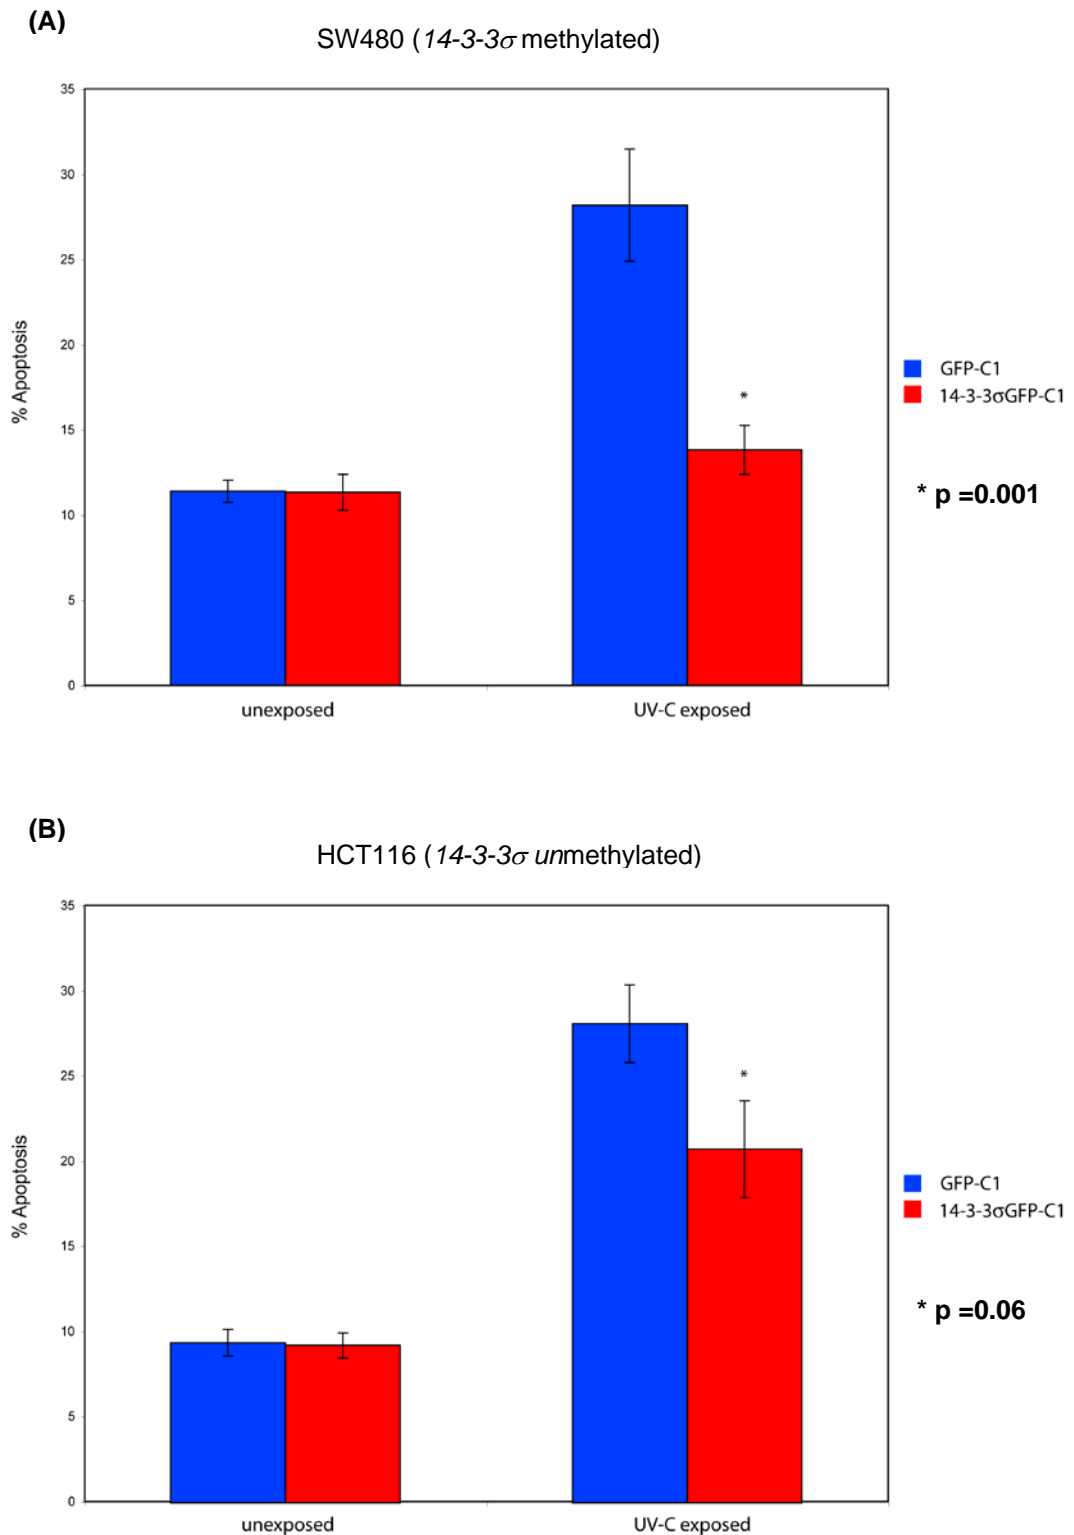 (A)
SW480 (14-3-3σ methylated)
35
30
25
20
15
10
5
0
% Apoptosis
*
unexposed
UV-C exposed
GFP-C1
14-3-3σGFP-C1
* p =0.001
(B)
HCT116 (14-3-3σ unmethylated)
35
30
25
20
15
10
5
0
% Apoptosis
*
unexposed
UV-C exposed
GFP-C1
14-3-3σGFP-C1
* p =0.06